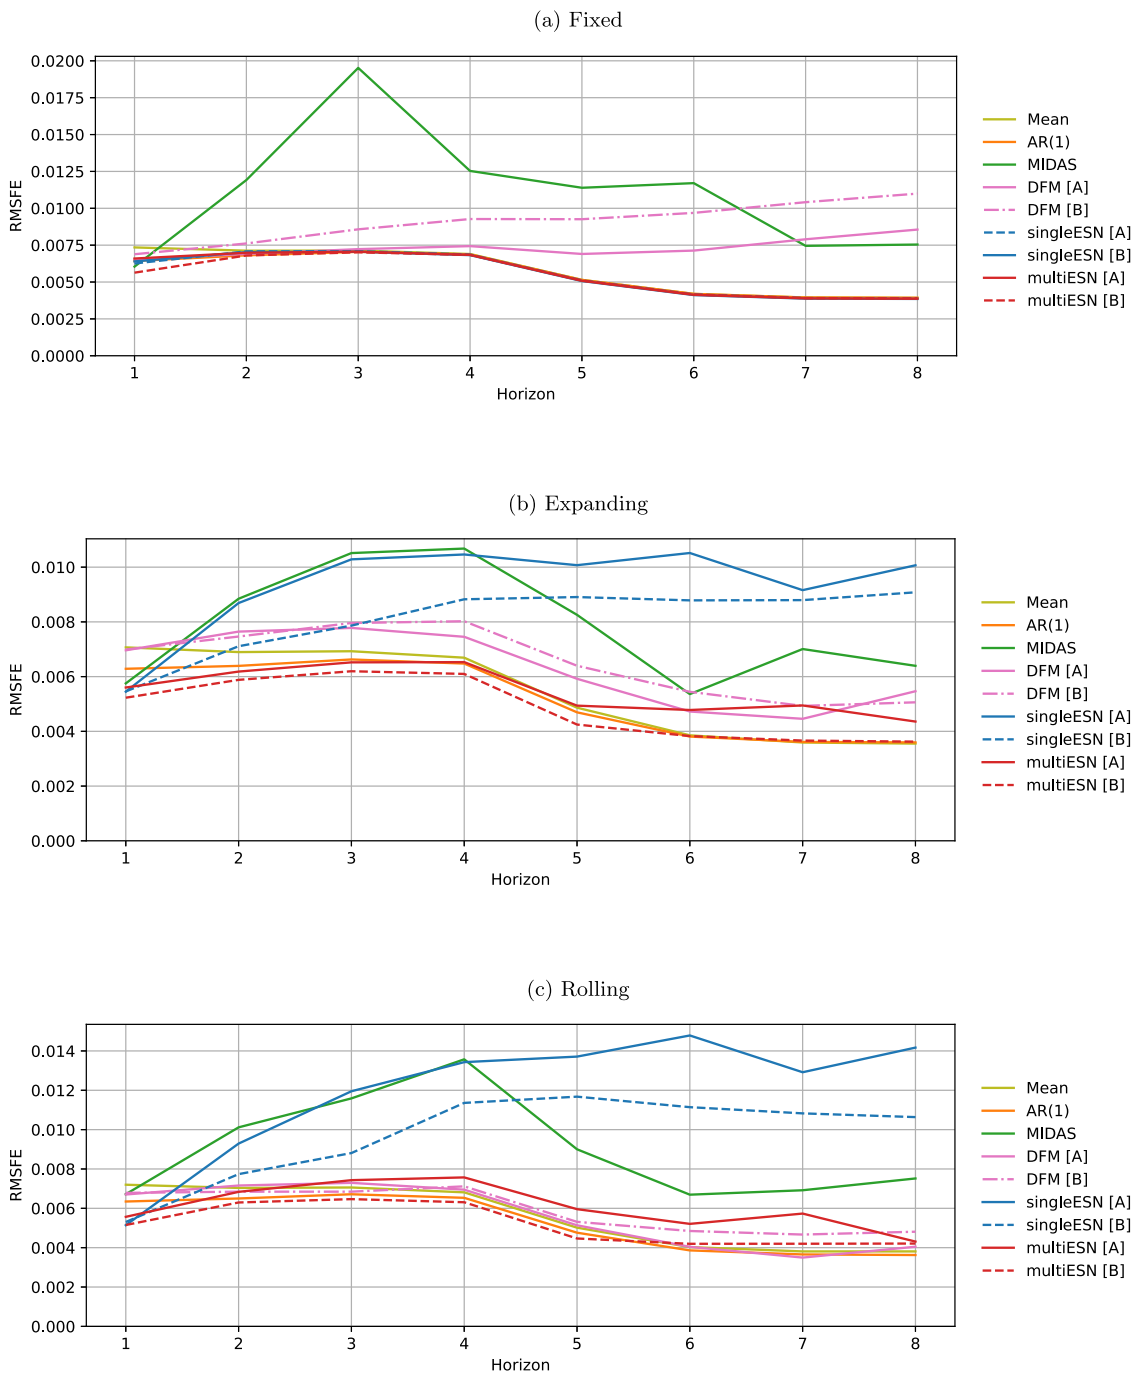 (a) Fixed
0.0200
0.0175
0.0150
0.0125
0.0100
0.0075
0.0050
0.0025
0.0000
RMSFE
1 2 3 4 5 6 7 8
Horizon
Mean
AR(1)
MIDAS
DFM [A]
DFM [B]
singleESN [A]
singleESN [B]
multiESN [A]
multiESN [B]
(b) Expanding
0.010
0.008
0.006
0.004
0.002
0.000
RMSFE
1 2 3 4 5 6 7 8
Horizon
Mean
AR(1)
MIDAS
DFM [A]
DFM [B]
singleESN [A]
singleESN [B]
multiESN [A]
multiESN [B]
(c) Rolling
0.014
0.012
0.010
0.008
0.006
0.004
0.002
0.000
RMSFE
1 2 3 4 5 6 7 8
Horizon
Mean
AR(1)
MIDAS
DFM [A]
DFM [B]
singleESN [A]
singleESN [B]
multiESN [A]
multiESN [B]